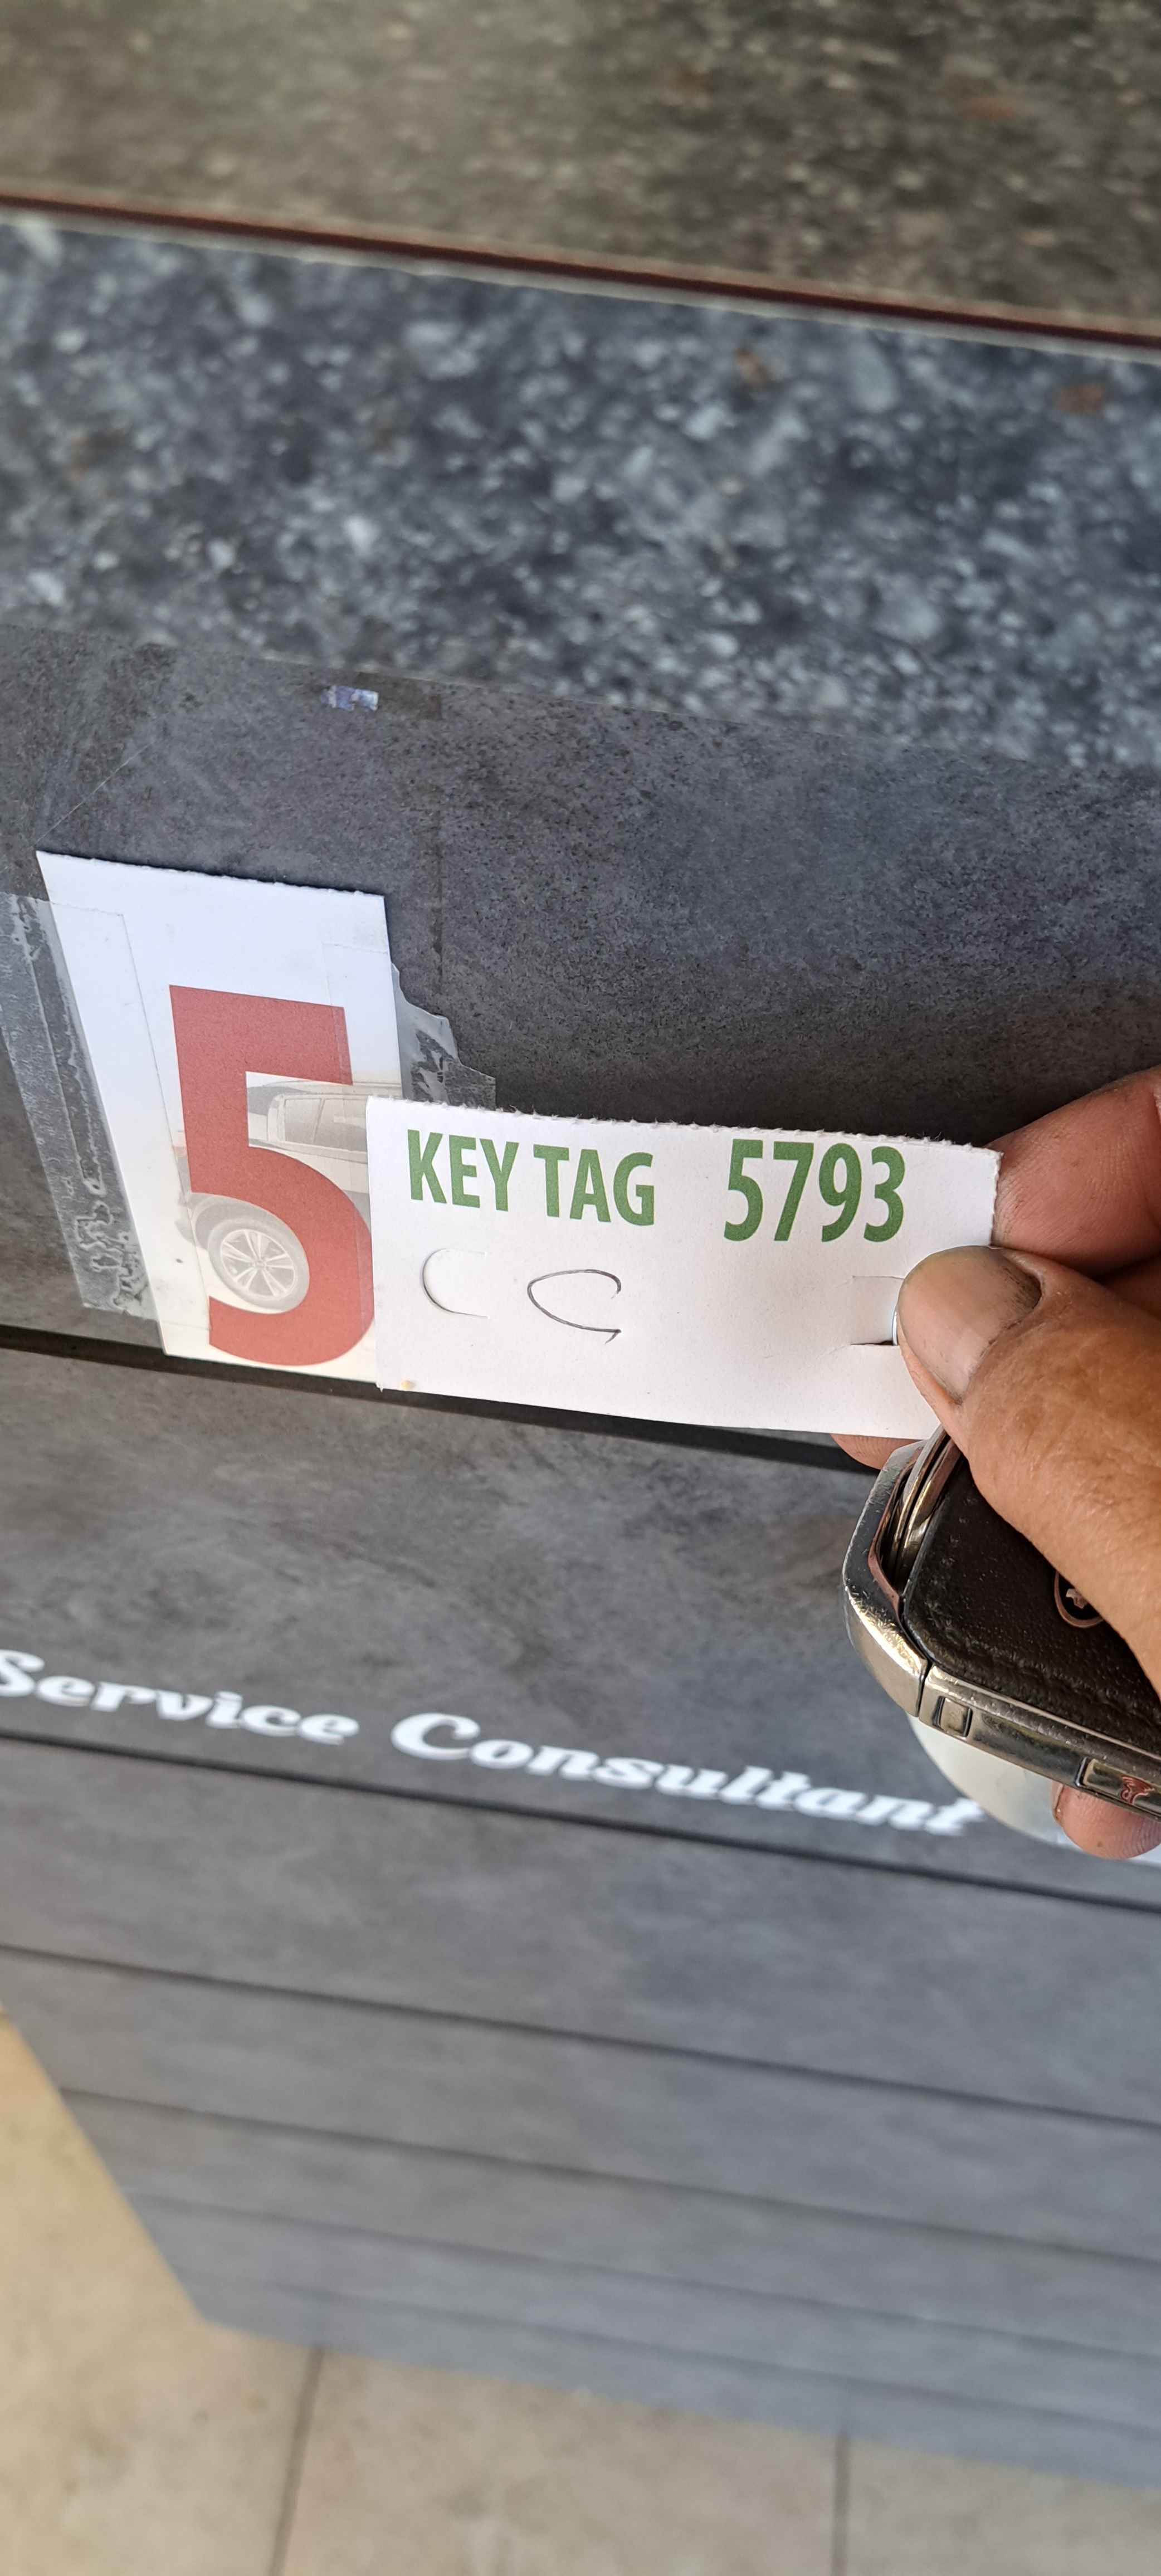 5
KEY TAG 5793
Service Consultant